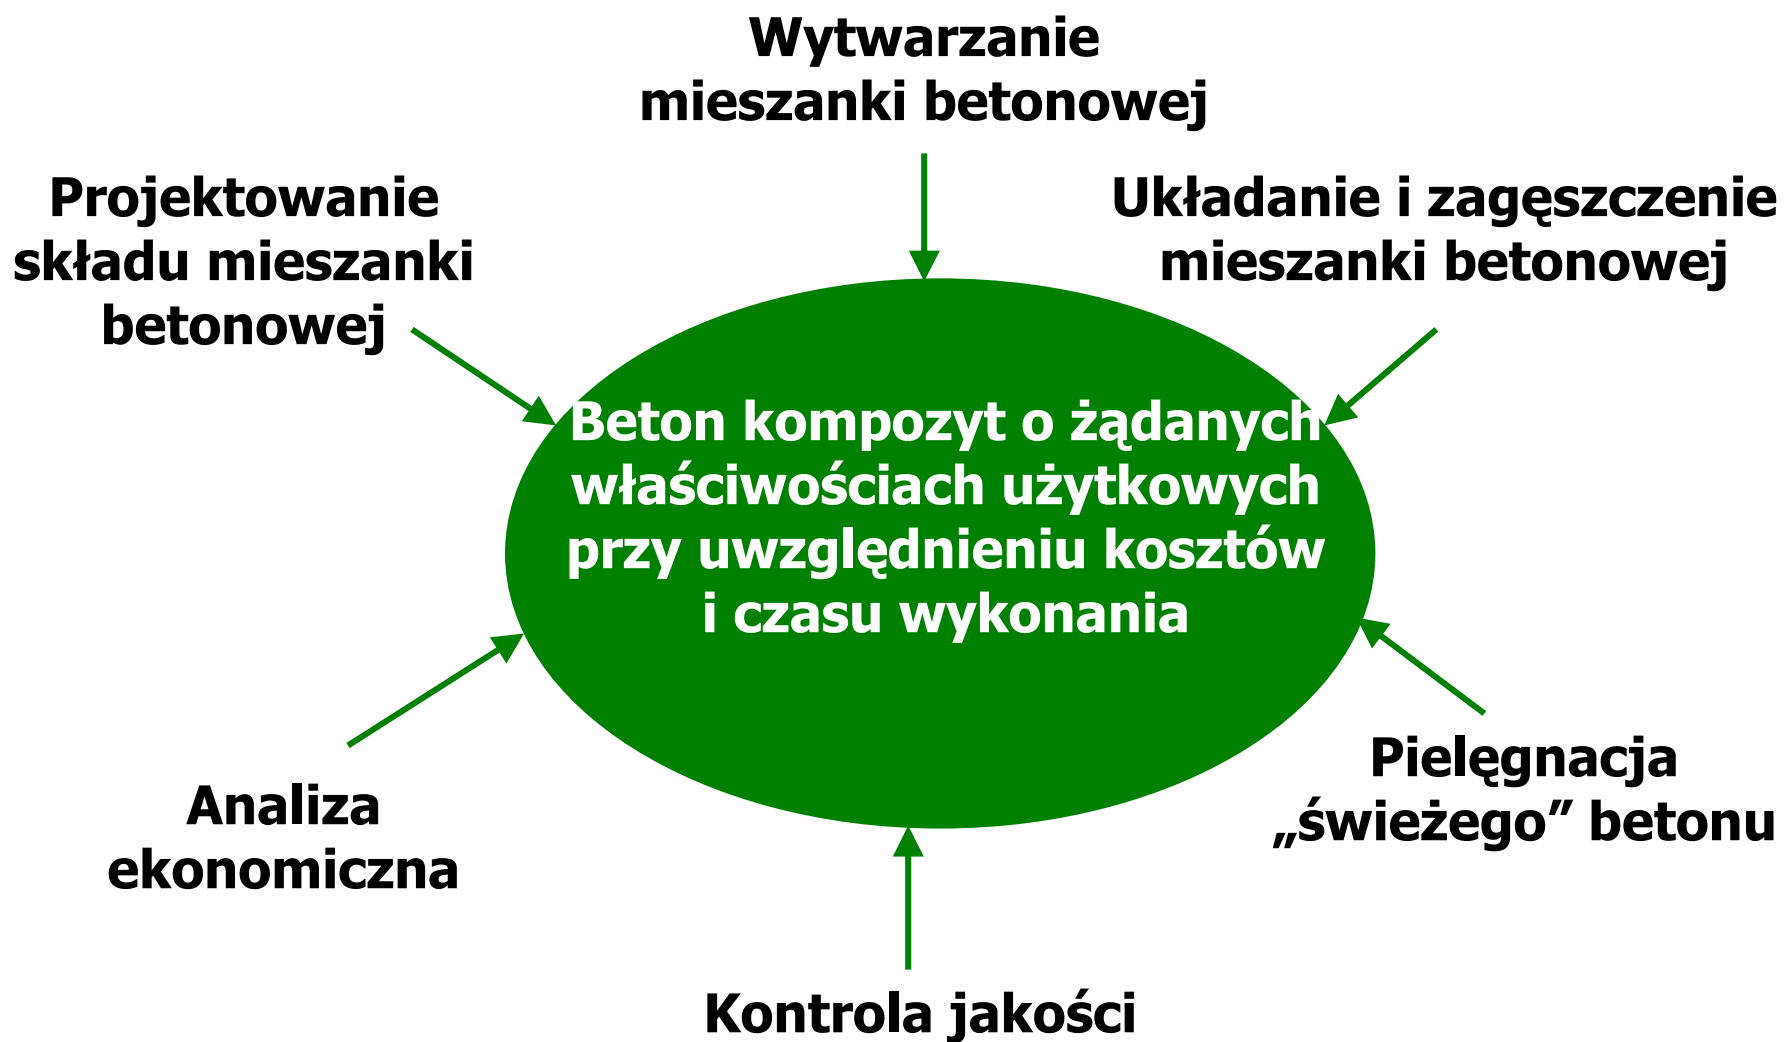 Wytwarzanie
mieszanki betonowej
Projektowanie
składu mieszanki
betonowej
Układanie i zagęszczenie
mieszanki betonowej
Beton kompozyt o żądanych
właściwościach użytkowych
przy uwzględnieniu kosztów
i czasu wykonania
Analiza
ekonomiczna
Pielęgnacja
„świeżego” betonu
Kontrola jakości